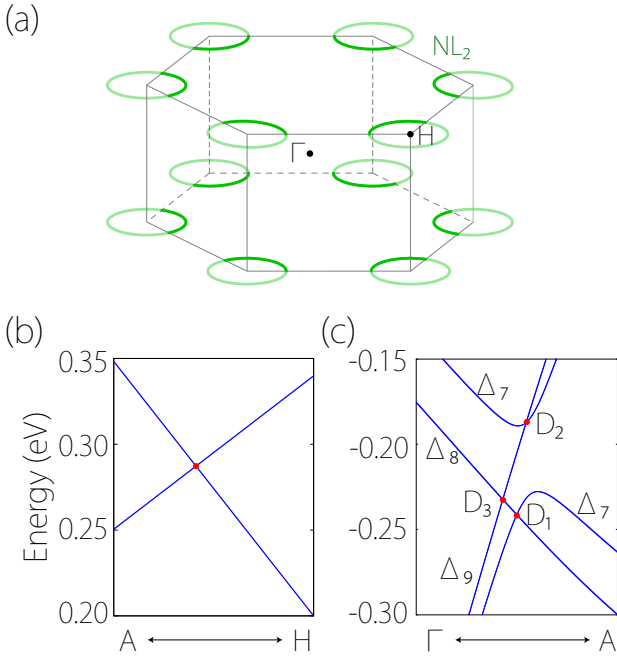 (a)
NL₂
H
Γ
(b)
(c)
Energy (eV)
0.35
0.30
0.25
0.20
A
H
-0.15
-0.20
-0.25
-0.30
Δ₇
D₂
Δ₈
D₃
D₁
Δ₇
Δ₉
Γ
A